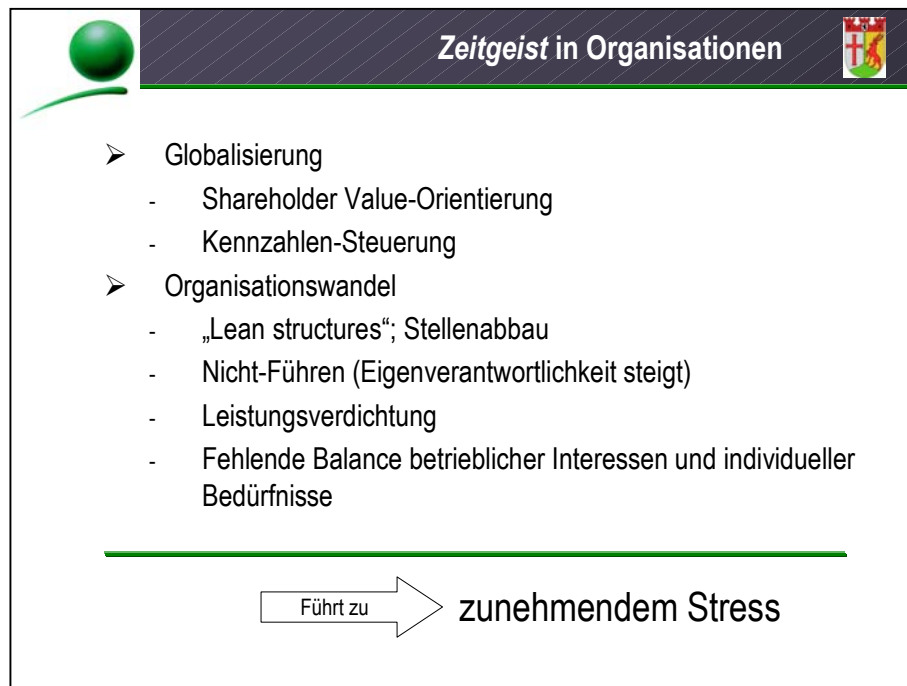 Zeitgeist in Organisationen
➢ Globalisierung
- Shareholder Value-Orientierung
- Kennzahlen-Steuerung
➢ Organisationswandel
- „Lean structures“; Stellenabbau
- Nicht-Führen (Eigenverantwortlichkeit steigt)
- Leistungsverdichtung
- Fehlende Balance betrieblicher Interessen und individueller
Bedürfnisse
Führt zu zunehmendem Stress